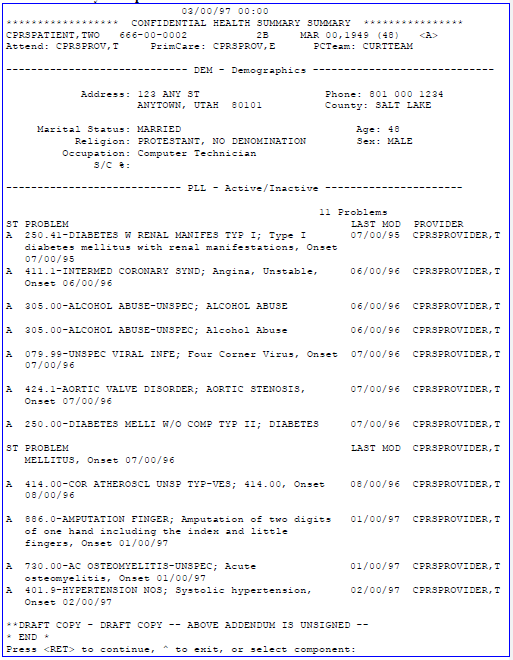 03/00/97 00:00
****************** CONFIDENTIAL HEALTH SUMMARY SUMMARY ****************
CPRSPATIENT,TWO 666-00-0002 2B MAR 00,1949 (48) <A>
Attend: CPRSPROV,T PrimCare: CPRSPROV,E PCTeam: CURTTEAM
----------------------------- DEM - Demographics -----------------------------
Address: 123 ANY ST Phone: 801 000 1234
ANYTOWN, UTAH 80101 County: SALT LAKE
Marital Status: MARRIED Age: 48
Religion: PROTESTANT, NO DENOMINATION Sex: MALE
Occupation: Computer Technician
S/C %:
---------------------------- PLL - Active/Inactive ----------------------
11 Problems
ST PROBLEM LAST MOD PROVIDER
A 250.41-DIABETES W RENAL MANIFES TYP I; Type I 07/00/95 CPRSPROVIDER,T
diabetes mellitus with renal manifestations, Onset
07/00/95
A 411.1-INTERMED CORONARY SYND; Angina, Unstable, 06/00/96 CPRSPROVIDER,T
Onset 06/00/96
A 305.00-ALCOHOL ABUSE-UNSPEC; ALCOHOL ABUSE 06/00/96 CPRSPROVIDER,T
A 305.00-ALCOHOL ABUSE-UNSPEC; Alcohol Abuse 06/00/96 CPRSPROVIDER,T
A 079.99-UNSPEC VIRAL INFE; Four Corner Virus, Onset 07/00/96 CPRSPROVIDER,T
07/00/96
A 424.1-AORTIC VALVE DISORDER; AORTIC STENOSIS, 07/00/96 CPRSPROVIDER,T
Onset 07/00/96
A 250.00-DIABETES MELLI W/O COMP TYP II; DIABETES 07/00/96 CPRSPROVIDER,T
ST PROBLEM LAST MOD CPRSPROVIDER,T
MELLITUS, Onset 07/00/96
A 414.00-COR ATHEROSCL UNSP TYP-VES; 414.00, Onset 08/00/96 CPRSPROVIDER,T
08/00/96
A 886.0-AMPUTATION FINGER; Amputation of two digits 01/00/97 CPRSPROVIDER,T
of one hand including the index and little
fingers, Onset 01/00/97
A 730.00-AC OSTEOMYELITIS-UNSPEC; Acute 01/00/97 CPRSPROVIDER,T
osteomyelitis, Onset 01/00/97
A 401.9-HYPERTENSION NOS; Systolic hypertension, 02/00/97 CPRSPROVIDER,T
Onset 02/00/97
**DRAFT COPY - DRAFT COPY -- ABOVE ADDENDUM IS UNSIGNED --
* END *
Press <RET> to continue, ^ to exit, or select component: